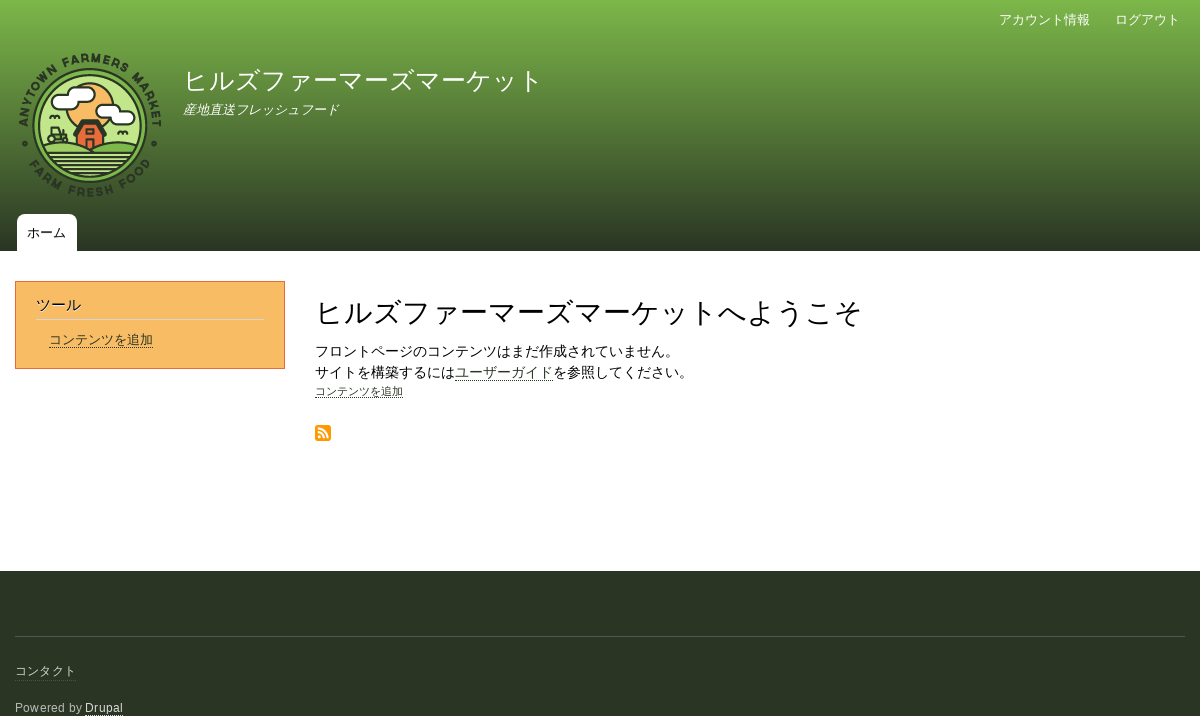 アカウント情報 ログアウト
ANYTOWN FARMERS MARKET
FARM FRESH FOOD
ヒルズファーマーズマーケット
産地直送フレッシュフード
ホーム
ツール
コンテンツを追加
ヒルズファーマーズマーケットへようこそ
フロントページのコンテンツはまだ作成されていません。
サイトを構築するにはユーザーガイドを参照してください。
コンテンツを追加
コンタクト
Powered by Drupal